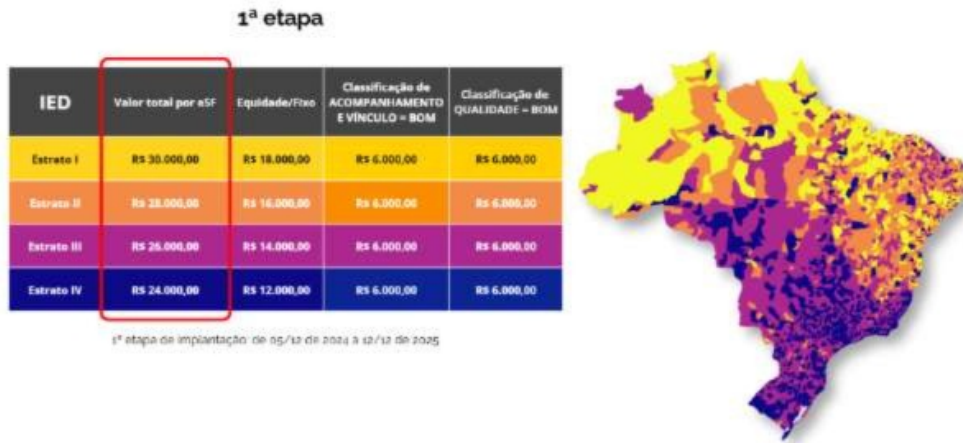 1ª etapa
IED
Valor total por eSF
Equidade/Fixo
Classificação de
ACOMPANHAMENTO
E VÍNCULO = BOM
Classificação de
QUALIDADE = BOM
Estrato I
R$ 30.000,00
R$ 18.000,00
R$ 6.000,00
R$ 6.000,00
Estrato II
R$ 28.000,00
R$ 16.000,00
R$ 6.000,00
R$ 6.000,00
Estrato III
R$ 26.000,00
R$ 14.000,00
R$ 6.000,00
R$ 6.000,00
Estrato IV
R$ 24.000,00
R$ 12.000,00
R$ 6.000,00
R$ 6.000,00
1ª etapa de implantação: de 05/12 de 2024 a 12/12 de 2025